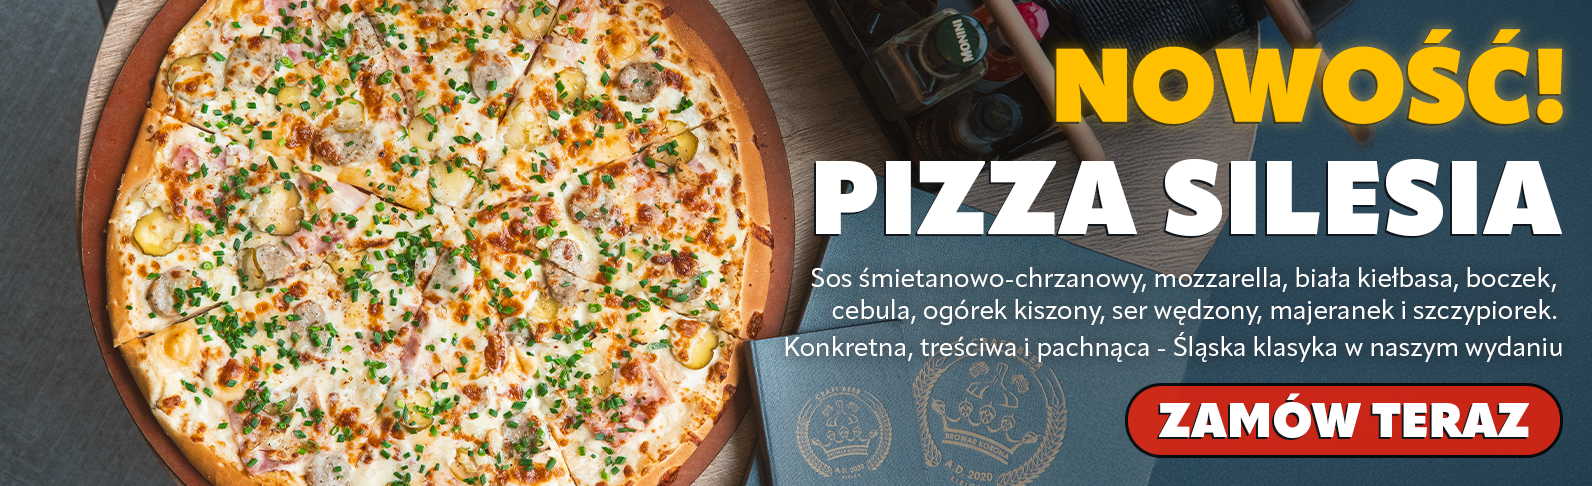 MONINI
NOWOŚĆ!
PIZZA SILESIA
Sos śmietanowo-chrzanowy, mozzarella, biała kiełbasa, boczek,
cebula, ogórek kiszony, ser wędzony, majeranek i szczypiorek.
Konkretna, treściwa i pachnąca - Śląska klasyka w naszym wydaniu
CRAFT BEER
A.D. 2020
BROWAR KORONA
A.D. 2020
ZAMÓW TERAZ